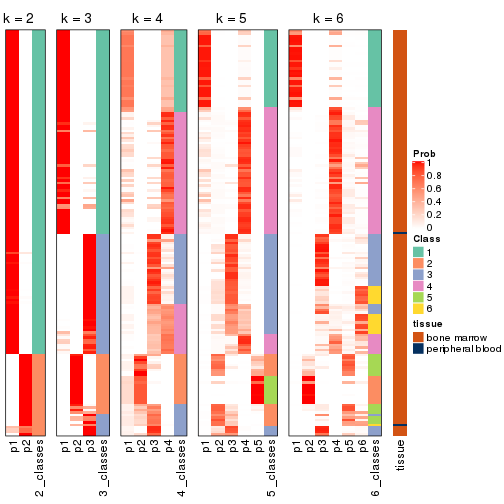 k = 2 k = 3 k = 4 k = 5 k = 6
Prob
1
0.8
0.6
0.4
0.2
0
Class
1
2
3
4
5
6
tissue
bone marrow
peripheral blood
p1 p2 2_classes p1 p2 p3 3_classes p1 p2 p3 p4 4_classes p1 p2 p3 p4 p5 5_classes p1 p2 p3 p4 p5 p6 6_classes tissue